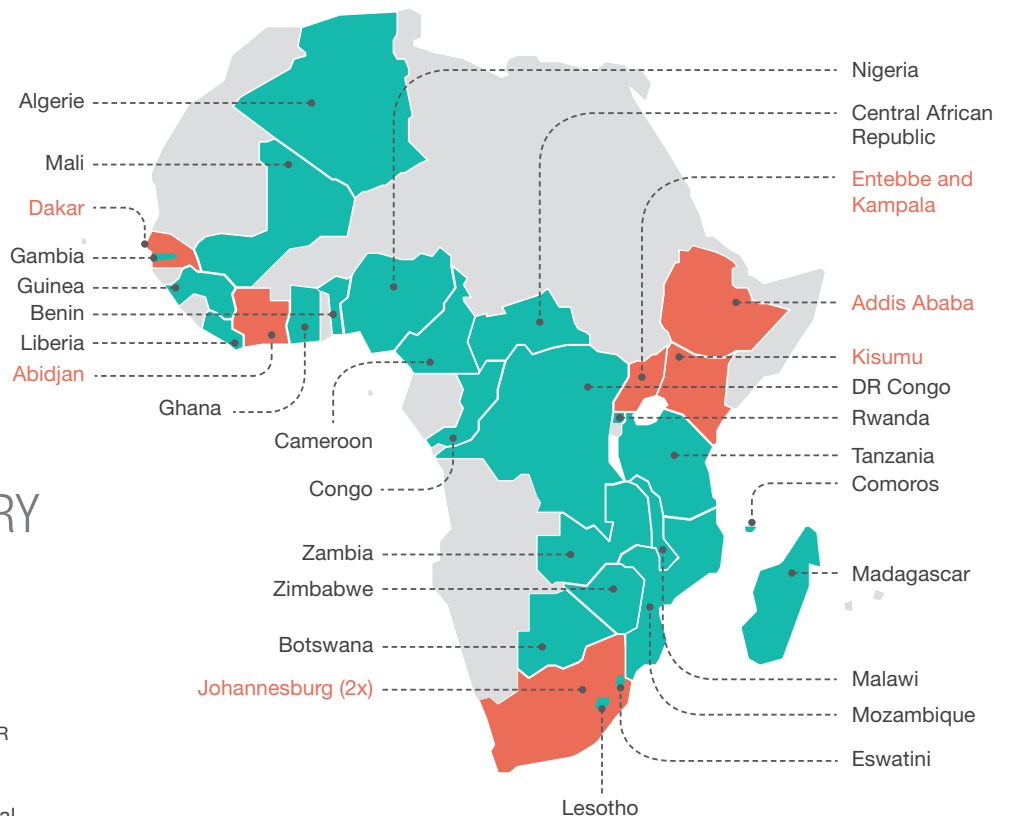 Algerie
Mali
Dakar
Gambia
Guinea
Benin
Liberia
Abidjan
Ghana
Cameroon
Congo
RY
Zambia
Zimbabwe
Botswana
Johannesburg (2x)
R
al
Lesotho
Nigeria
Central African
Republic
Entebbe and
Kampala
Addis Ababa
Kisumu
DR Congo
Rwanda
Tanzania
Comoros
Madagascar
Malawi
Mozambique
Eswatini